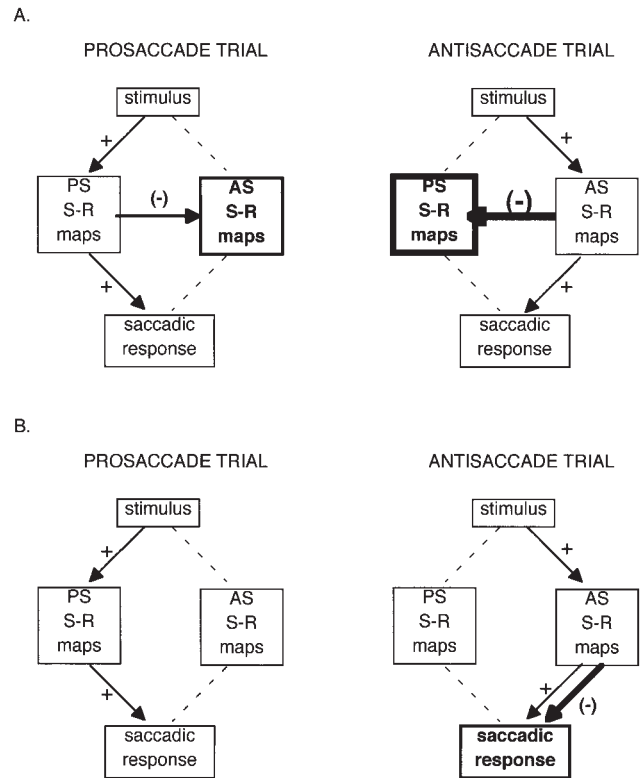 A.
PROSACCADE TRIAL
ANTISACCADE TRIAL
stimulus
stimulus
+
+
PS
S-R
maps
(-)
AS
S-R
maps
PS
S-R
maps
(-)
AS
S-R
maps
+
+
saccadic
response
saccadic
response
B.
PROSACCADE TRIAL
ANTISACCADE TRIAL
stimulus
stimulus
+
+
PS
S-R
maps
AS
S-R
maps
PS
S-R
maps
AS
S-R
maps
+
+
(-)
saccadic
response
saccadic
response